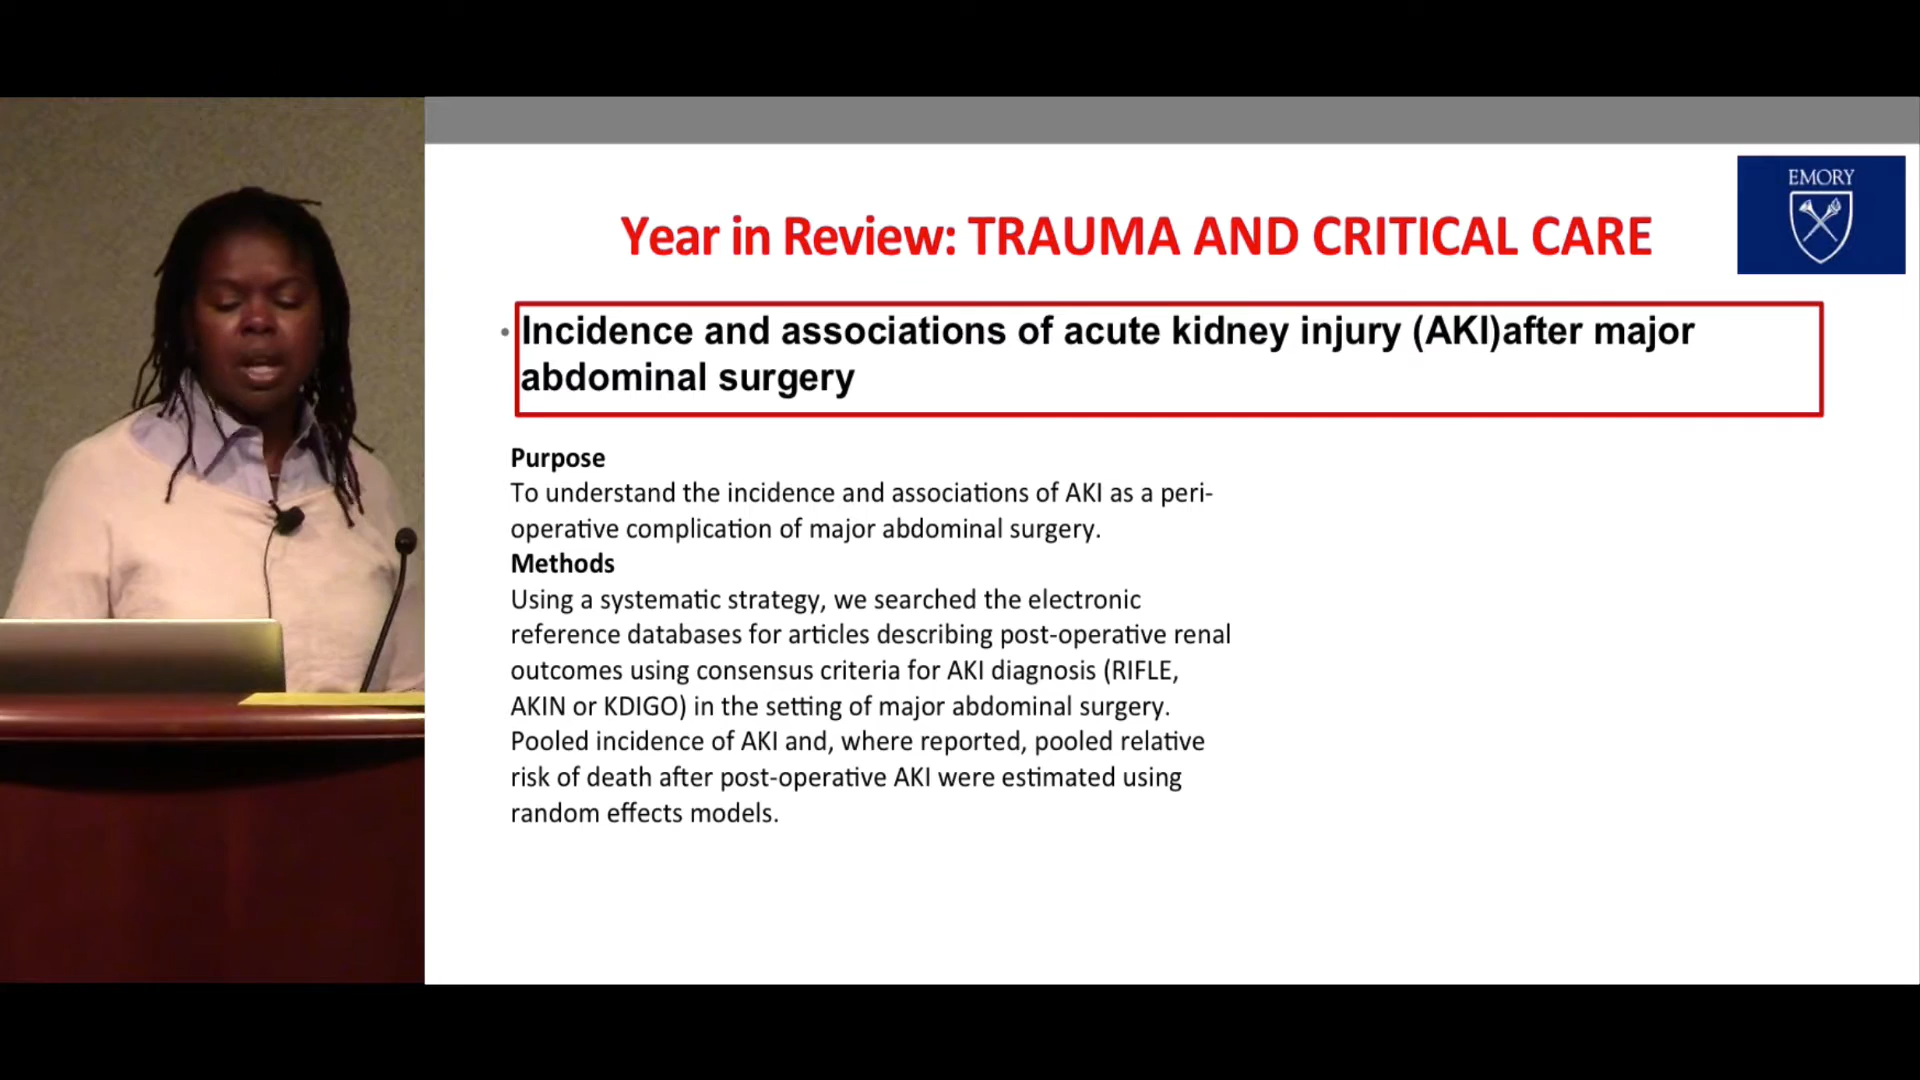 EMORY
Year in Review: TRAUMA AND CRITICAL CARE
• Incidence and associations of acute kidney injury (AKI)after major
abdominal surgery
Purpose
To understand the incidence and associations of AKI as a peri-
operative complication of major abdominal surgery.
Methods
Using a systematic strategy, we searched the electronic
reference databases for articles describing post-operative renal
outcomes using consensus criteria for AKI diagnosis (RIFLE,
AKIN or KDIGO) in the setting of major abdominal surgery.
Pooled incidence of AKI and, where reported, pooled relative
risk of death after post-operative AKI were estimated using
random effects models.